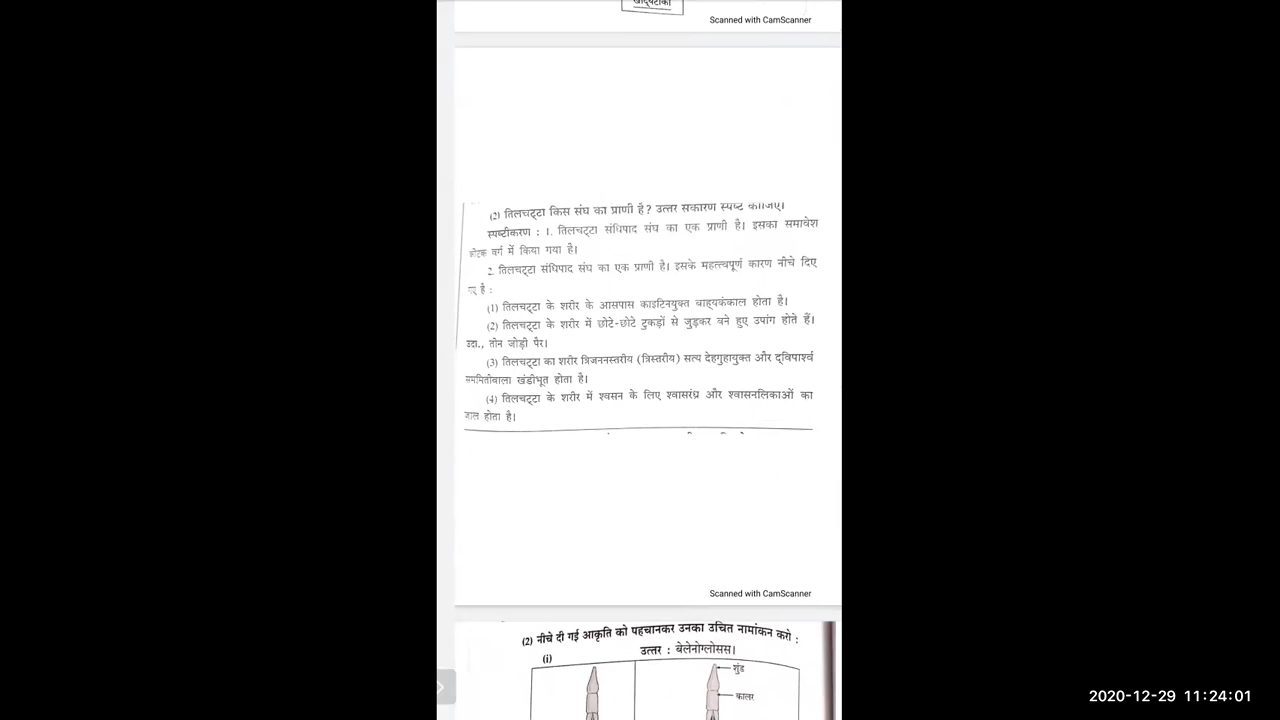 खाद्यटीका
Scanned with CamScanner
(2) तिलचट्टा किस संघ का प्राणी है? उत्तर सकारण स्पष्ट कीजिए।
स्पष्टीकरण : 1. तिलचट्टा संधिपाद संघ का एक प्राणी है। इसका समावेश
कीटक वर्ग में किया गया है।
2. तिलचट्टा संधिपाद संघ का एक प्राणी है। इसके महत्त्वपूर्ण कारण नीचे दिए
गए है :
(1) तिलचट्टा के शरीर के आसपास काइटिनयुक्त बाह्यकंकाल होता है।
(2) तिलचट्टा के शरीर में छोटे-छोटे टुकड़ों से जुड़कर बने हुए उपांग होते हैं।
उदा., तीन जोड़ी पैर।
(3) तिलचट्टा का शरीर त्रिजननस्तरीय (त्रिस्तरीय) सत्य देहगुहायुक्त और द्विपार्श्व
सममितीवाला खंडीभूत होता है।
(4) तिलचट्टा के शरीर में श्वसन के लिए श्वासरंध्र और श्वासनलिकाओं का
जाल होता है।
Scanned with CamScanner
(2) नीचे दी गई आकृति को पहचानकर उनका उचित नामांकन करो :
(i) उत्तर : बेलेनोग्लोसस।
शुंड
कालर
2020-12-29 11:24:01